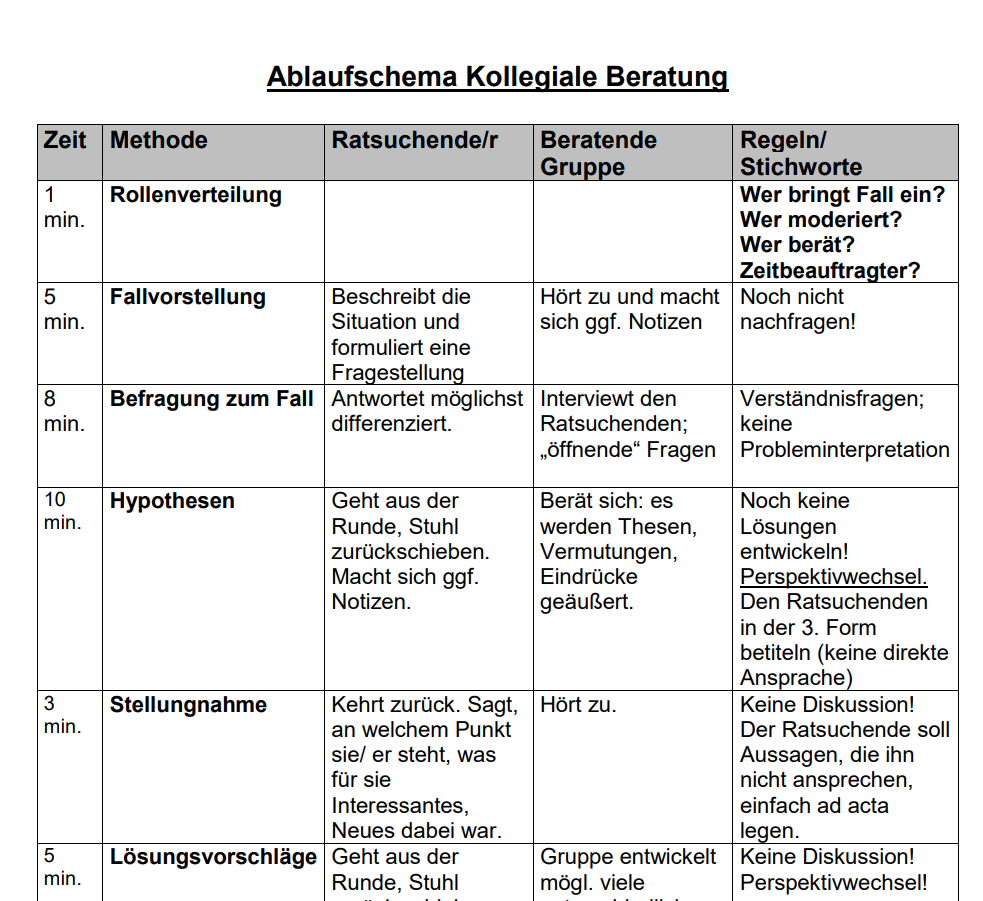 Ablaufschema Kollegiale Beratung
Zeit
Methode
Ratsuchende/r
Beratende
Gruppe
Regeln/
Stichworte
1
min.
Rollenverteilung
Wer bringt Fall ein?
Wer moderiert?
Wer berät?
Zeitbeauftragter?
5
min.
Fallvorstellung
Beschreibt die
Situation und
formuliert eine
Fragestellung
Hört zu und macht
sich ggf. Notizen
Noch nicht
nachfragen!
8
min.
Befragung zum Fall
Antwortet möglichst
differenziert.
Interviewt den
Ratsuchenden;
„öffnende“ Fragen
Verständnisfragen;
keine
Probleminterpretation
10
min.
Hypothesen
Geht aus der
Runde, Stuhl
zurückschieben.
Macht sich ggf.
Notizen.
Berät sich: es
werden Thesen,
Vermutungen,
Eindrücke
geäußert.
Noch keine
Lösungen
entwickeln!
Perspektivwechsel.
Den Ratsuchenden
in der 3. Form
betiteln (keine direkte
Ansprache)
3
min.
Stellungnahme
Kehrt zurück. Sagt,
an welchem Punkt
sie/ er steht, was
für sie
Interessantes,
Neues dabei war.
Hört zu.
Keine Diskussion!
Der Ratsuchende soll
Aussagen, die ihn
nicht ansprechen,
einfach ad acta
legen.
5
min.
Lösungsvorschläge
Geht aus der
Runde, Stuhl
Gruppe entwickelt
mögl. viele
Keine Diskussion!
Perspektivwechsel!